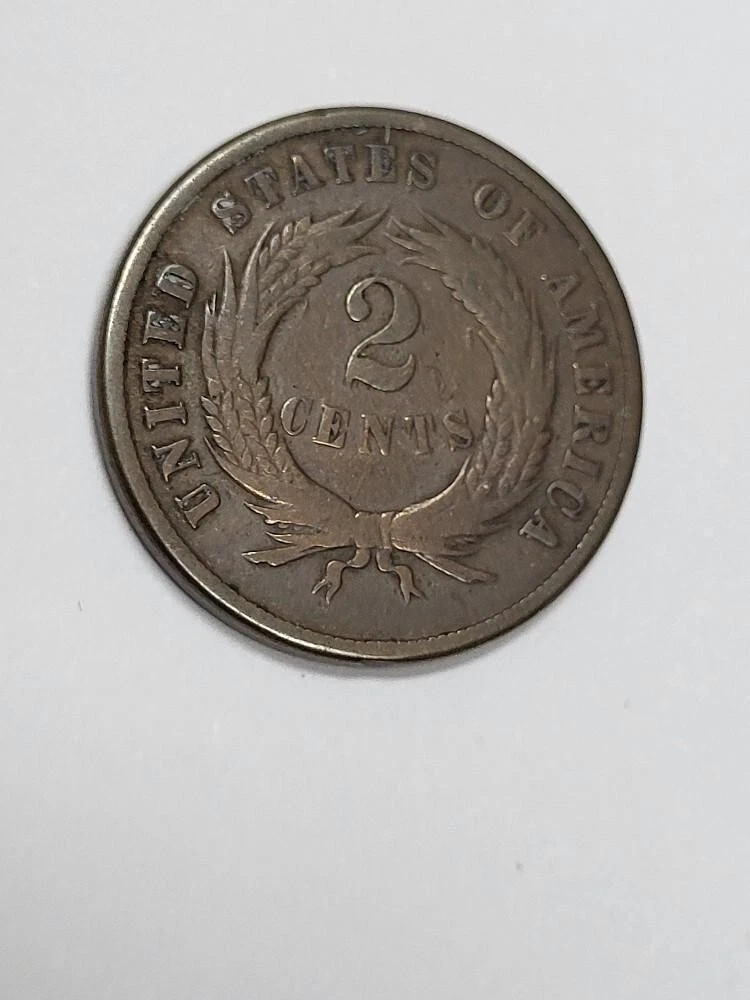 UNITED STATES OF AMERICA
2
CENTS